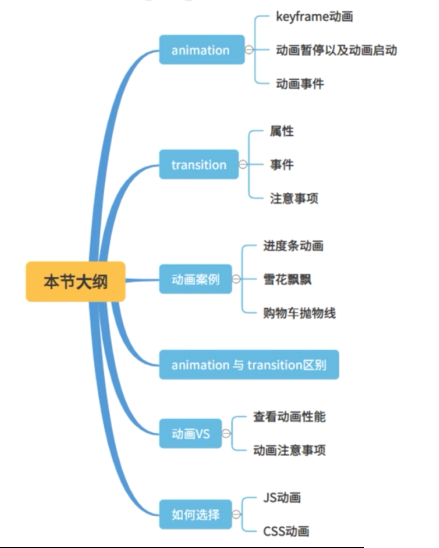 本节大纲
animation
keyframe动画
动画暂停以及动画启动
动画事件
transition
属性
事件
注意事项
动画案例
进度条动画
雪花飘飘
购物车抛物线
animation 与 transition区别
动画VS
查看动画性能
动画注意事项
如何选择
JS动画
CSS动画